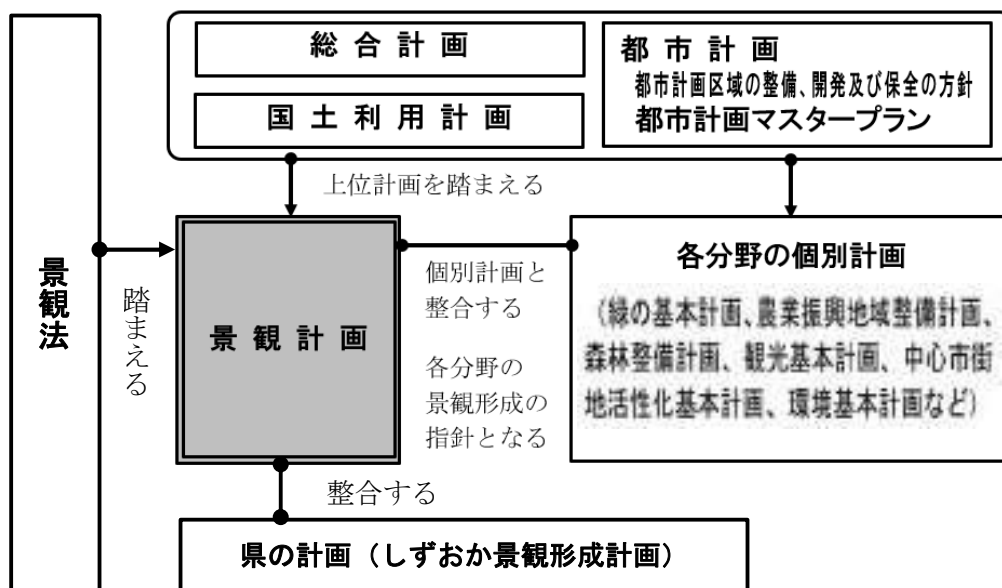 総合計画
国土利用計画
都市計画
都市計画区域の整備、開発及び保全の方針
都市計画マスタープラン
上位計画を踏まえる
景観法
踏まえる
景観計画
個別計画と
整合する
各分野の
景観形成の
指針となる
各分野の個別計画
（緑の基本計画、農業振興地域整備計画、
森林整備計画、観光基本計画、中心市街
地活性化基本計画、環境基本計画など）
整合する
県の計画（しずおか景観形成計画）